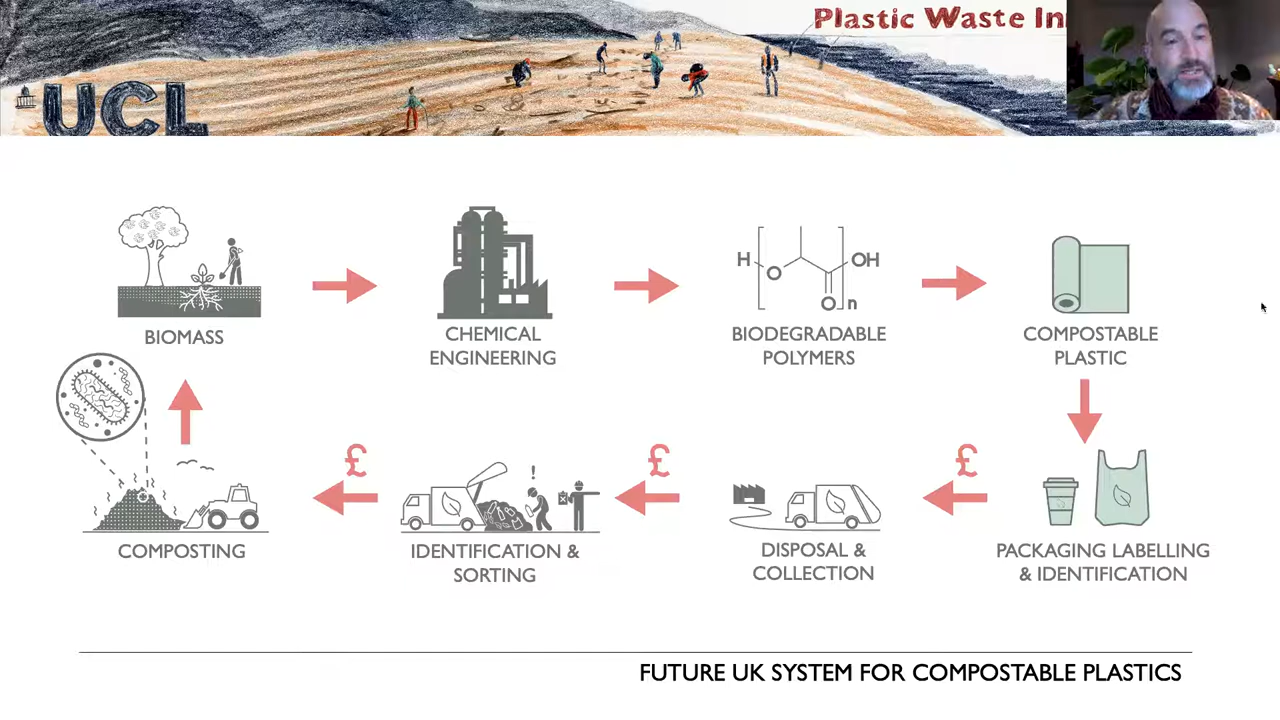 Plastic Waste
UCL
H
O
O
n
OH
BIOMASS
CHEMICAL
ENGINEERING
BIODEGRADABLE
POLYMERS
COMPOSTABLE
PLASTIC
£
£
£
!
COMPOSTING
IDENTIFICATION &
SORTING
DISPOSAL &
COLLECTION
PACKAGING LABELLING
& IDENTIFICATION
FUTURE UK SYSTEM FOR COMPOSTABLE PLASTICS